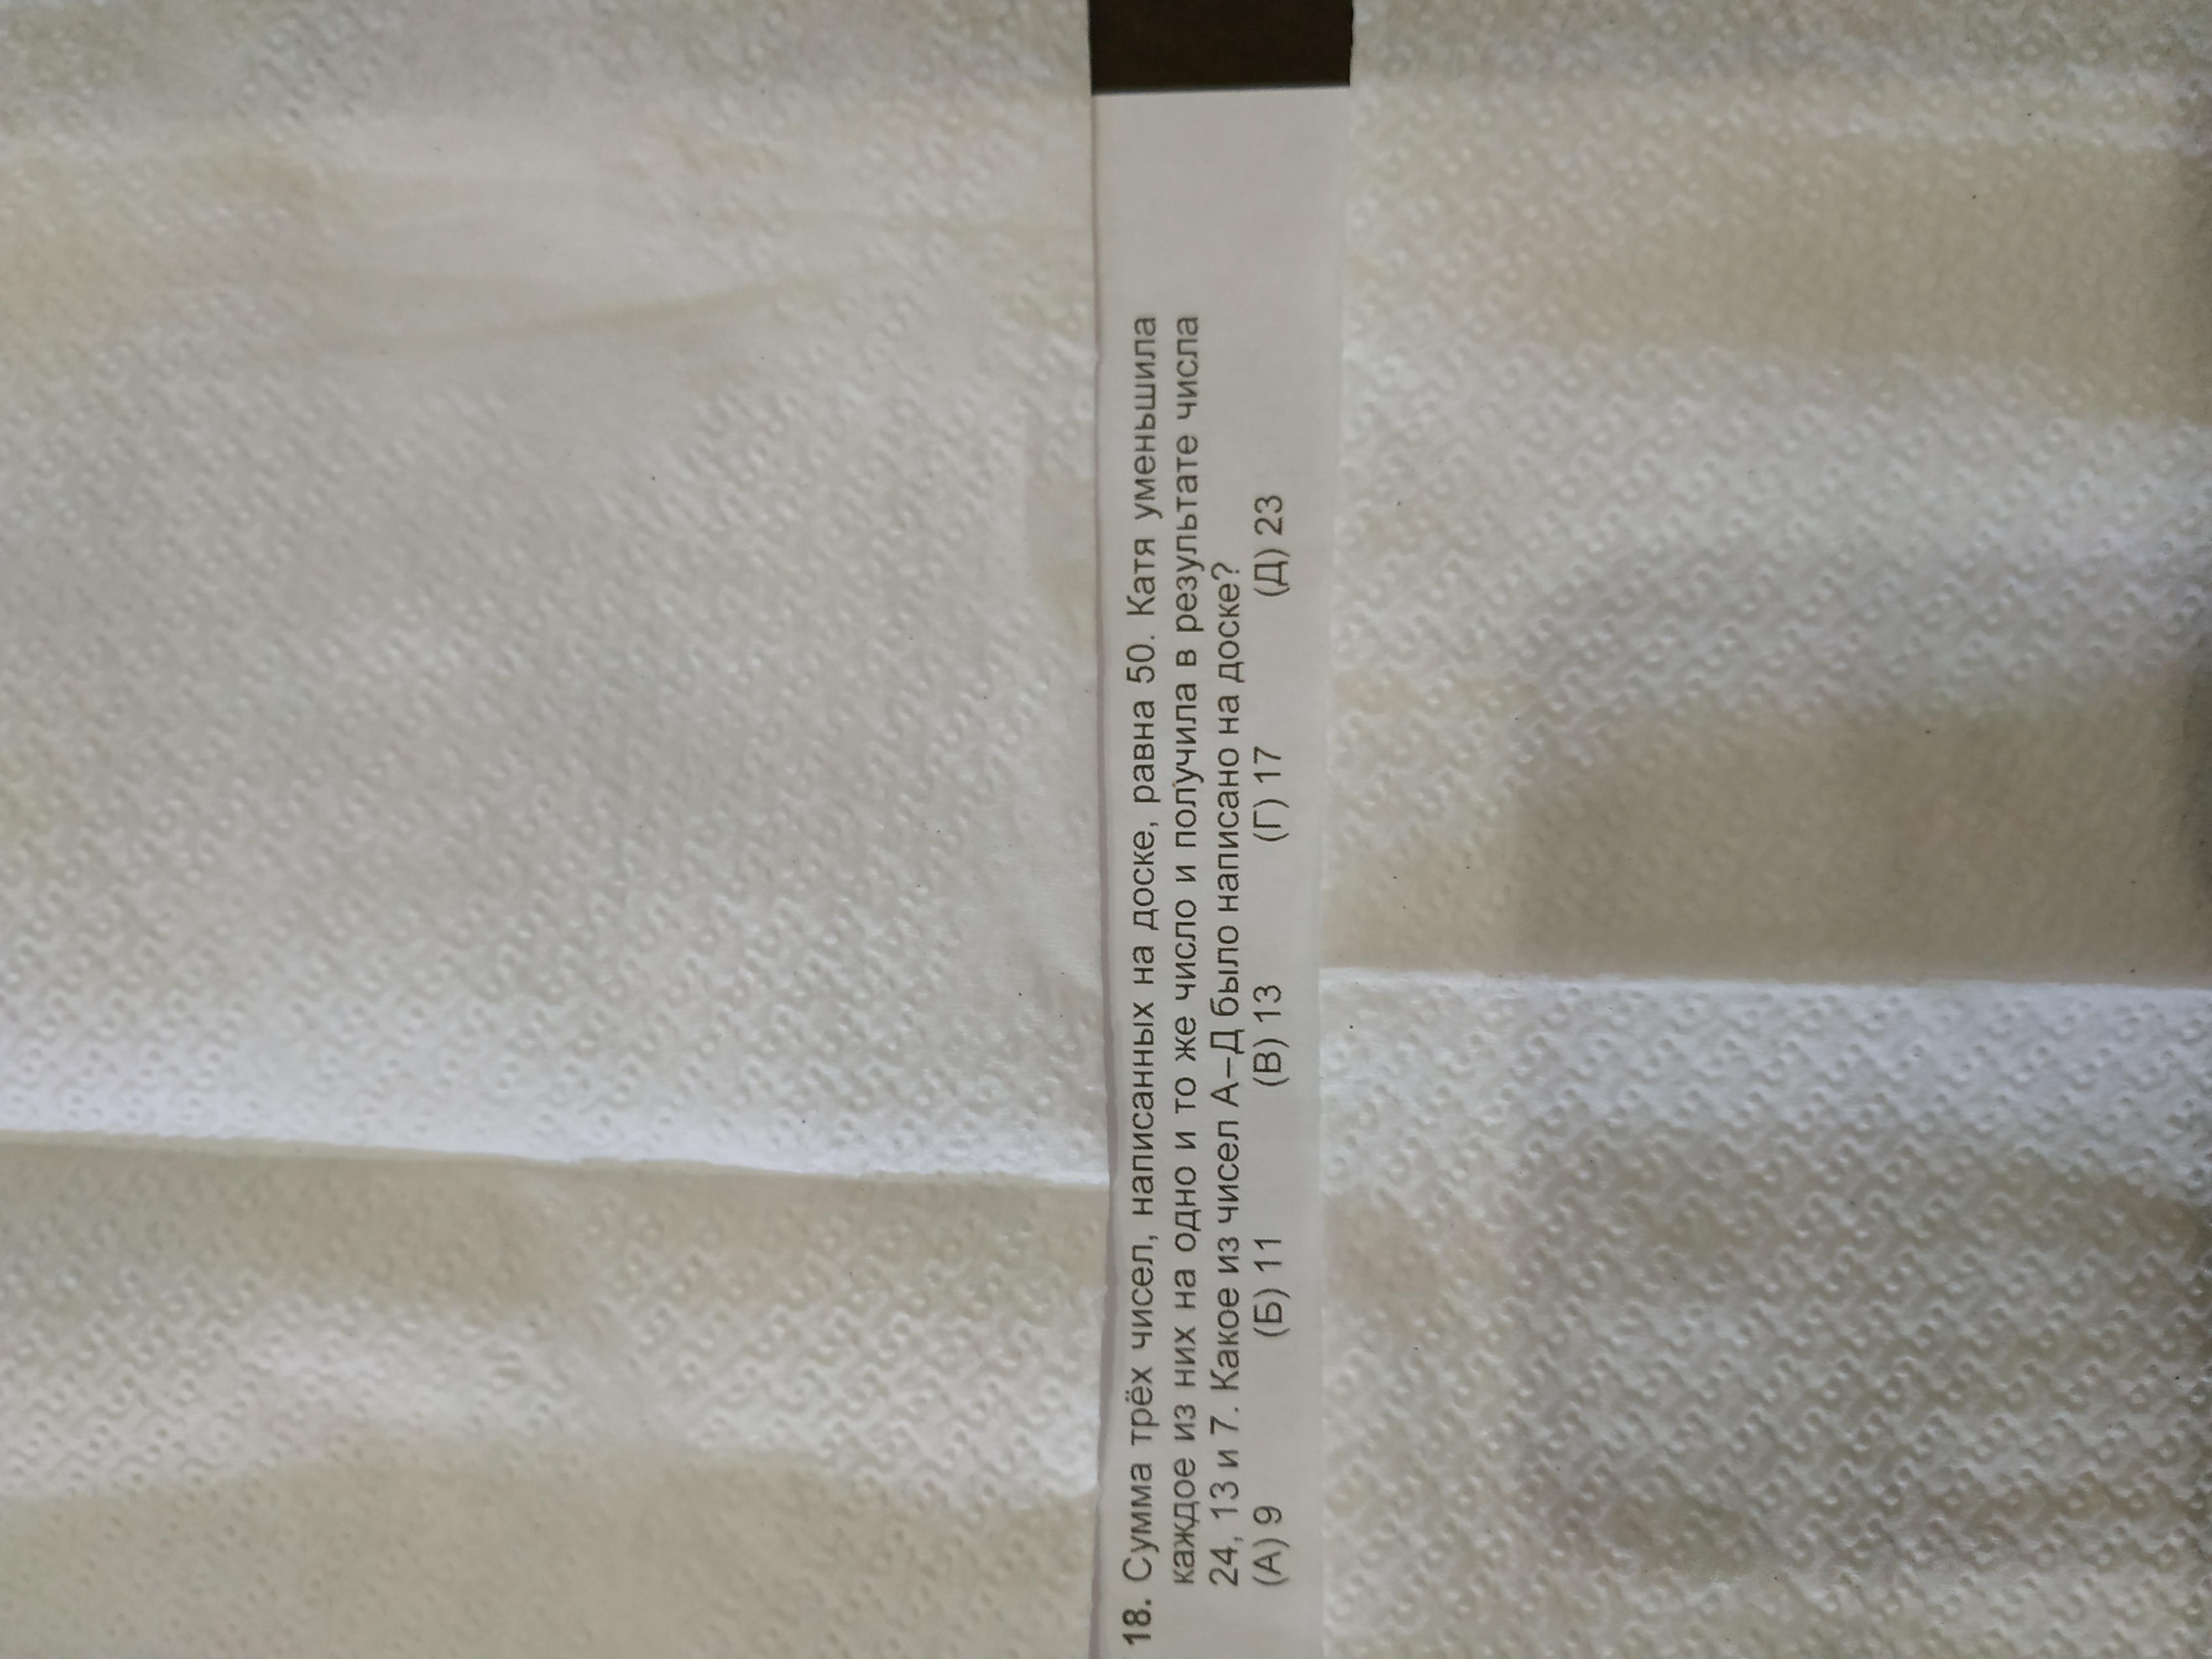 18. Сумма трёх чисел, написанных на доске, равна 50. Катя уменьшила
каждое из них на одно и то же число и получила в результате числа
24, 13 и 7. Какое из чисел А–Д было написано на доске?
(А) 9 (Б) 11 (В) 13 (Г) 17 (Д) 23